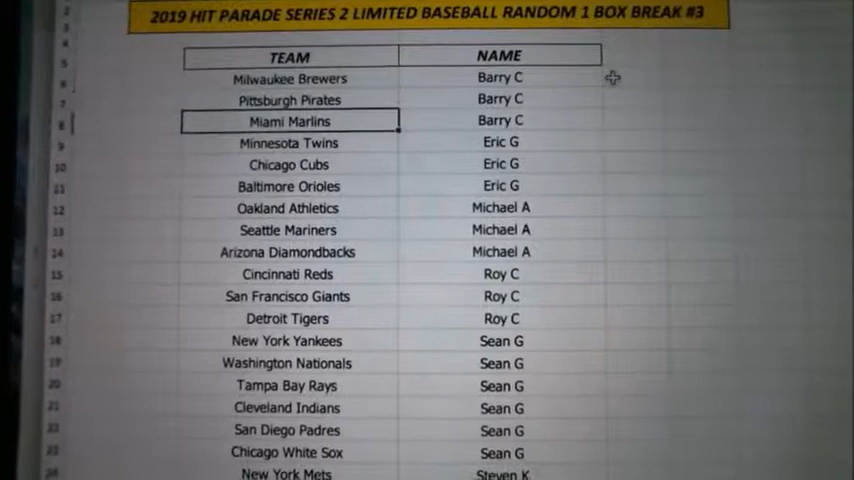 2019 HIT PARADE SERIES 2 LIMITED BASEBALL RANDOM 1 BOX BREAK #3
TEAM NAME
Milwaukee Brewers Barry C
Pittsburgh Pirates Barry C
Miami Marlins Barry C
Minnesota Twins Eric G
Chicago Cubs Eric G
Baltimore Orioles Eric G
Oakland Athletics Michael A
Seattle Mariners Michael A
Arizona Diamondbacks Michael A
Cincinnati Reds Roy C
San Francisco Giants Roy C
Detroit Tigers Roy C
New York Yankees Sean G
Washington Nationals Sean G
Tampa Bay Rays Sean G
Cleveland Indians Sean G
San Diego Padres Sean G
Chicago White Sox Sean G
New York Mets Steven K